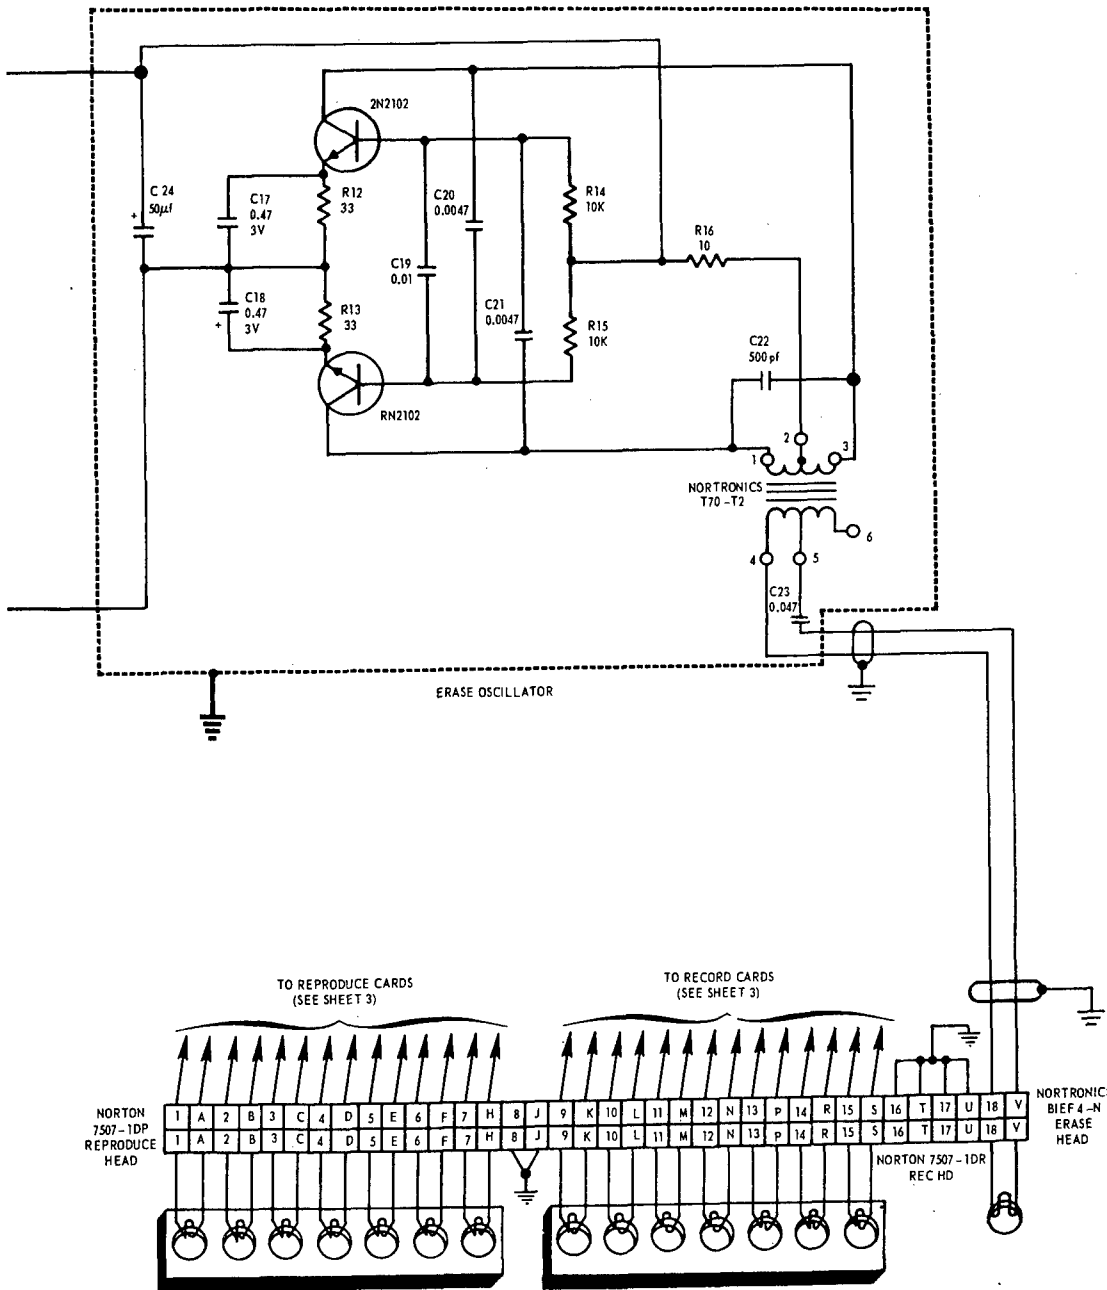 2N2102
C 24
50µf
+
C17
0.47
3V
R12
33
C20
0.0047
R14
10K
R16
10
C19
0.01
C18
0.47
3V
+
R13
33
C21
0.0047
R15
10K
C22
500 pf
RN2102
1
2
3
NORTRONICS
T70-T2
6
4
5
C23
0.047
ERASE OSCILLATOR
TO REPRODUCE CARDS
(SEE SHEET 3)
TO RECORD CARDS
(SEE SHEET 3)
NORTON
7507-1DP
REPRODUCE
HEAD
1 A 2 B 3 C 4 D 5 E 6 F 7 H 8 J 9 K 10 L 11 M 12 N 13 P 14 R 15 S 16 T 17 U 18 V
1 A 2 B 3 C 4 D 5 E 6 F 7 H 8 J 9 K 10 L 11 M 12 N 13 P 14 R 15 S 16 T 17 U 18 V
NORTRONICS
BIEF4-N
ERASE
HEAD
NORTON 7507-1DR
REC HD